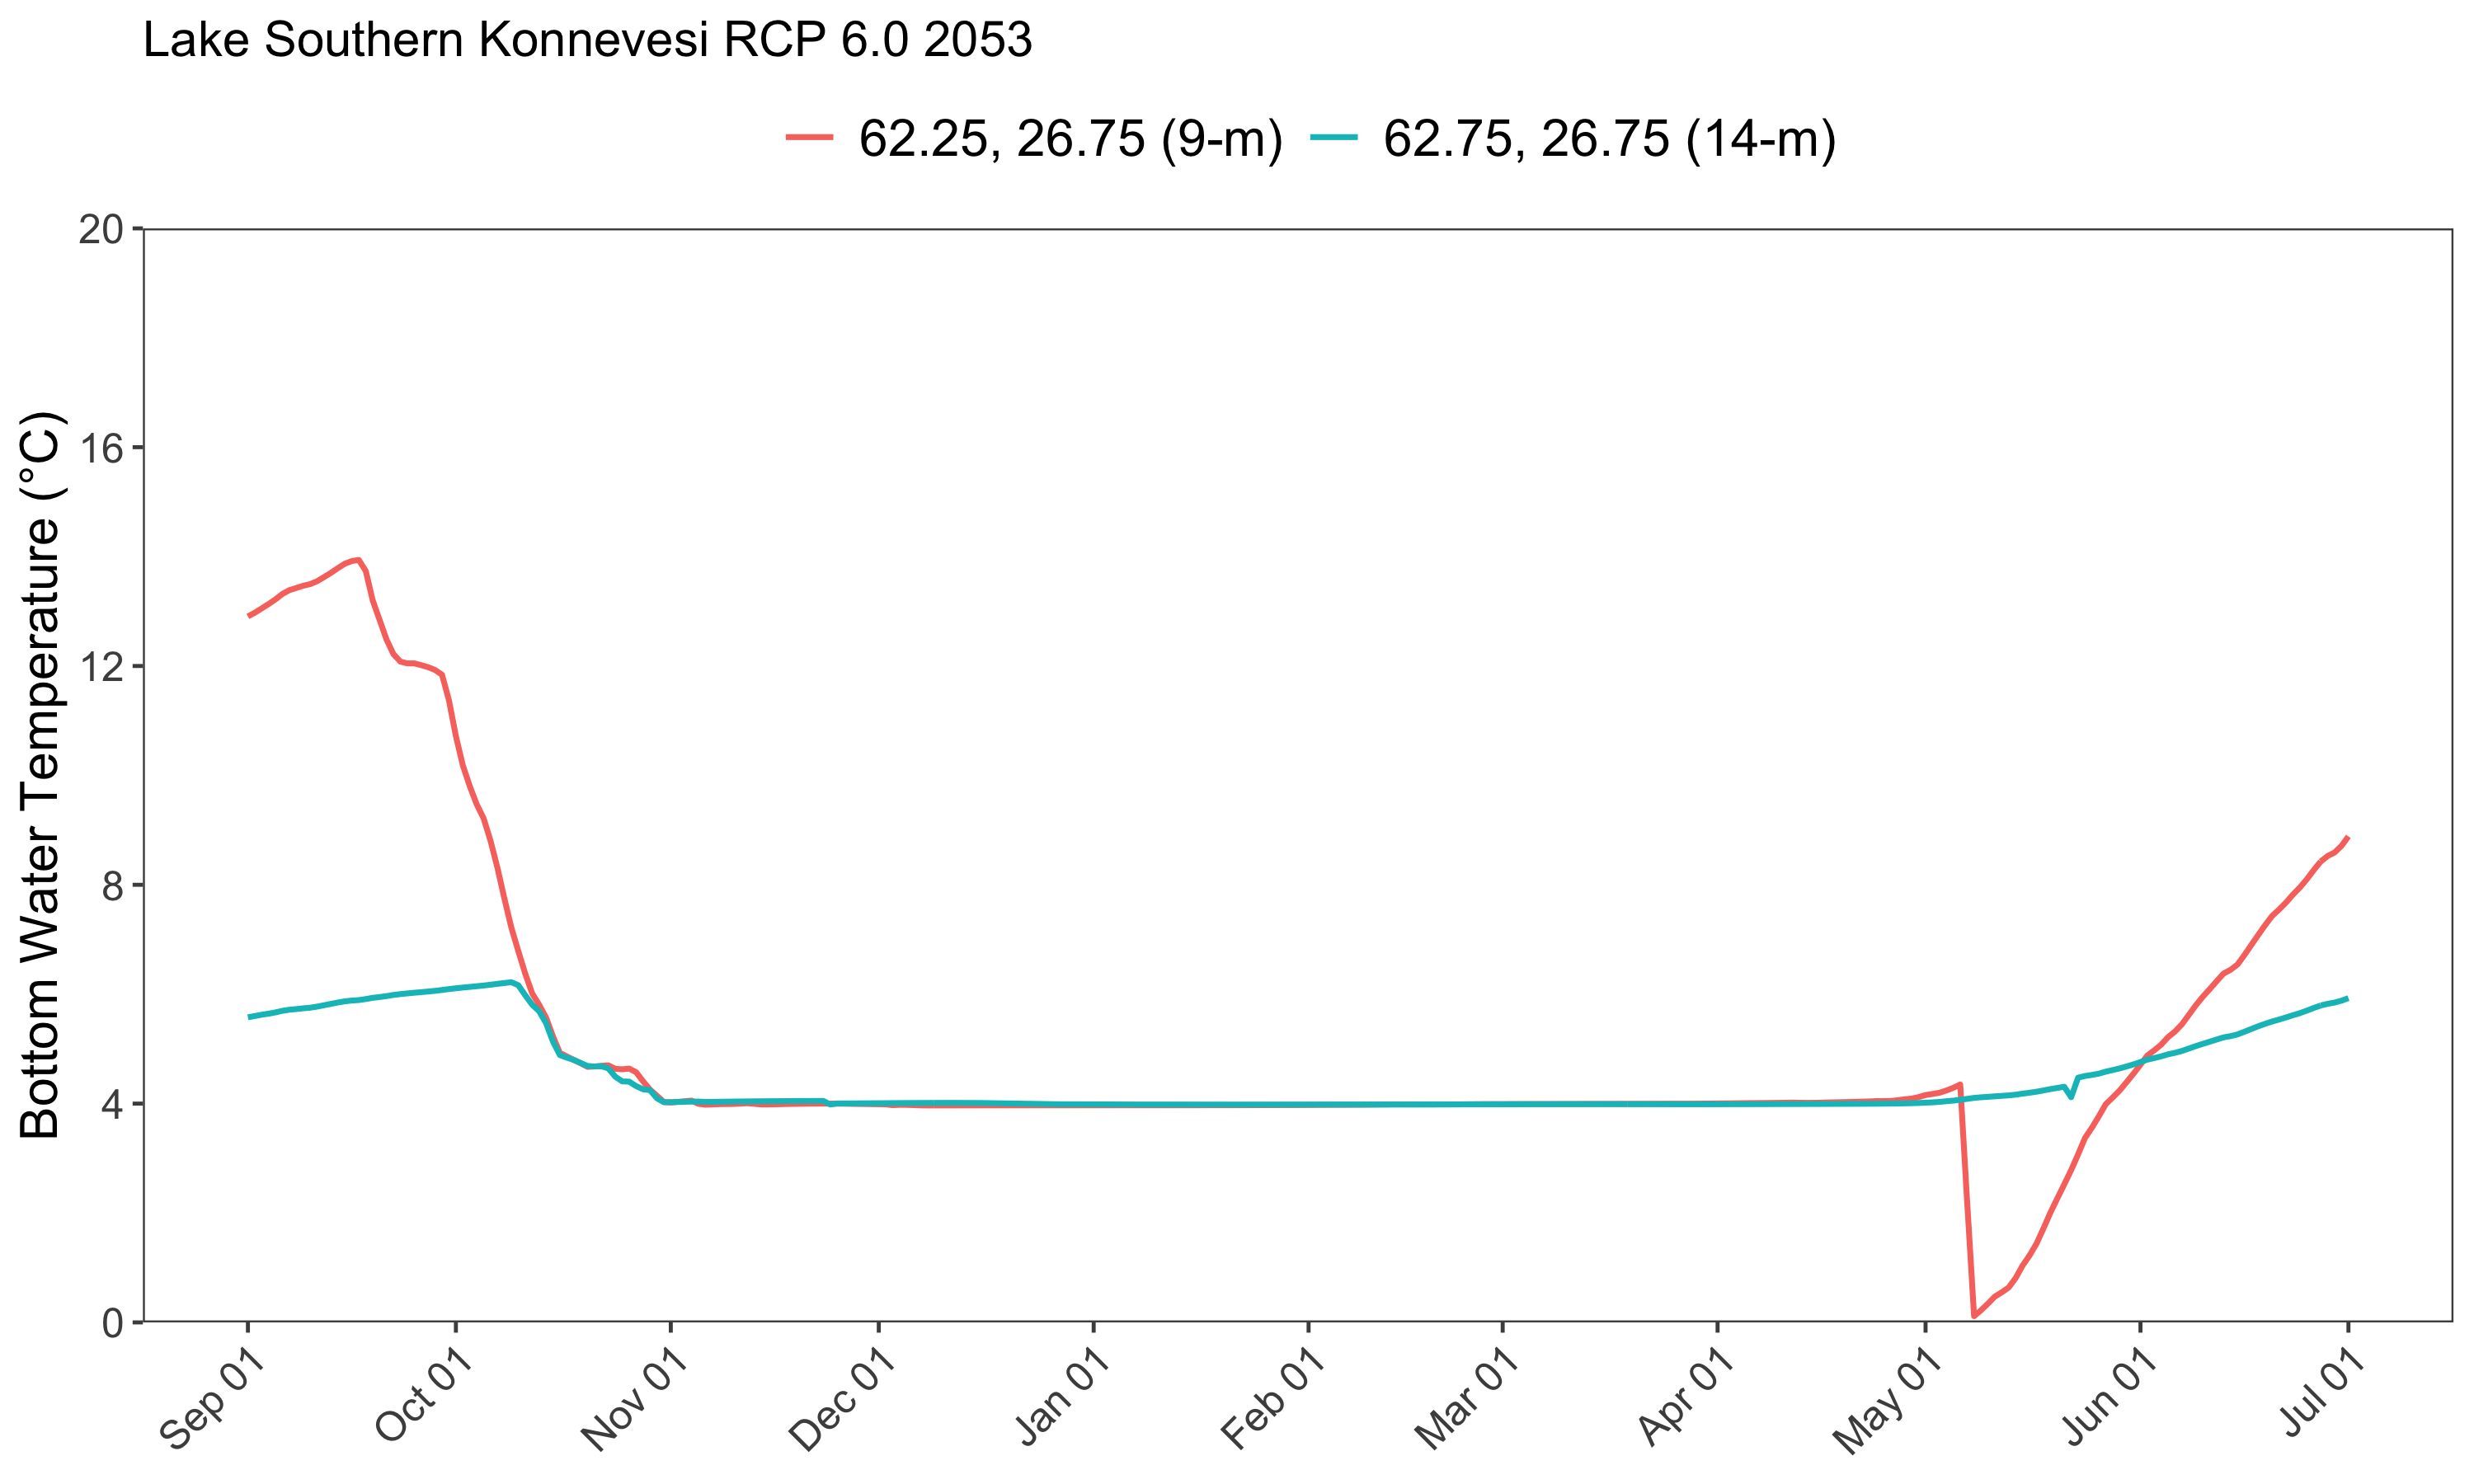 Lake Southern Konnevesi RCP 6.0 2053
62.25, 26.75 (9-m) 62.75, 26.75 (14-m)
Bottom Water Temperature (°C)
20
16
12
8
4
0
Sep 01 Oct 01 Nov 01 Dec 01 Jan 01 Feb 01 Mar 01 Apr 01 May 01 Jun 01 Jul 01